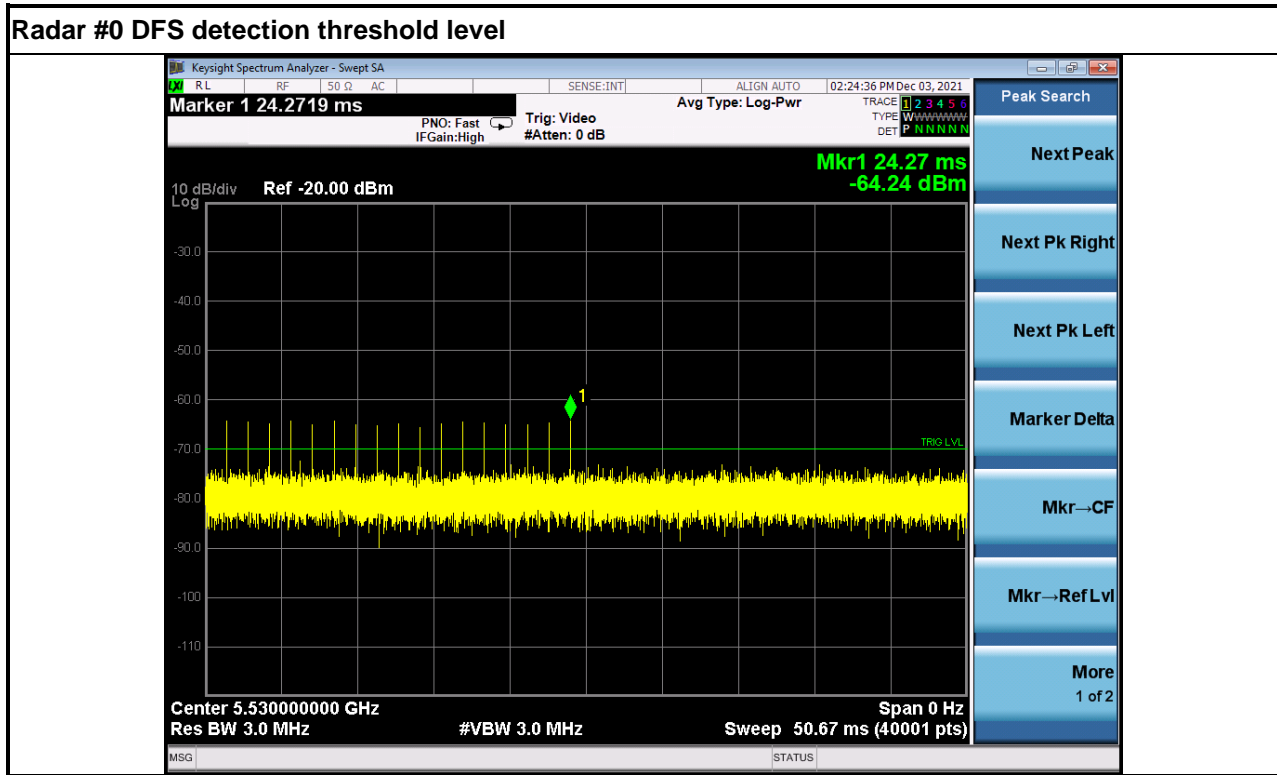 Radar #0 DFS detection threshold level
Keysight Spectrum Analyzer - Swept SA
LXI RL RF 50 Ω AC SENSE:INT ALIGN AUTO 02:24:36 PM Dec 03, 2021
Marker 1 24.2719 ms
PNO: Fast
IFGain:High
Trig: Video
#Atten: 0 dB
Avg Type: Log-Pwr
TRACE 1 2 3 4 5 6
TYPE WWWWWW
DET P N N N N N
Peak Search
Mkr1 24.27 ms
-64.24 dBm
10 dB/div Ref -20.00 dBm
Log
-30.0
-40.0
-50.0
-60.0
-70.0
-80.0
-90.0
-100
-110
1
TRIG LVL
Center 5.530000000 GHz Span 0 Hz
Res BW 3.0 MHz #VBW 3.0 MHz Sweep 50.67 ms (40001 pts)
MSG STATUS
Next Peak
Next Pk Right
Next Pk Left
Marker Delta
Mkr→CF
Mkr→Ref Lvl
More
1 of 2